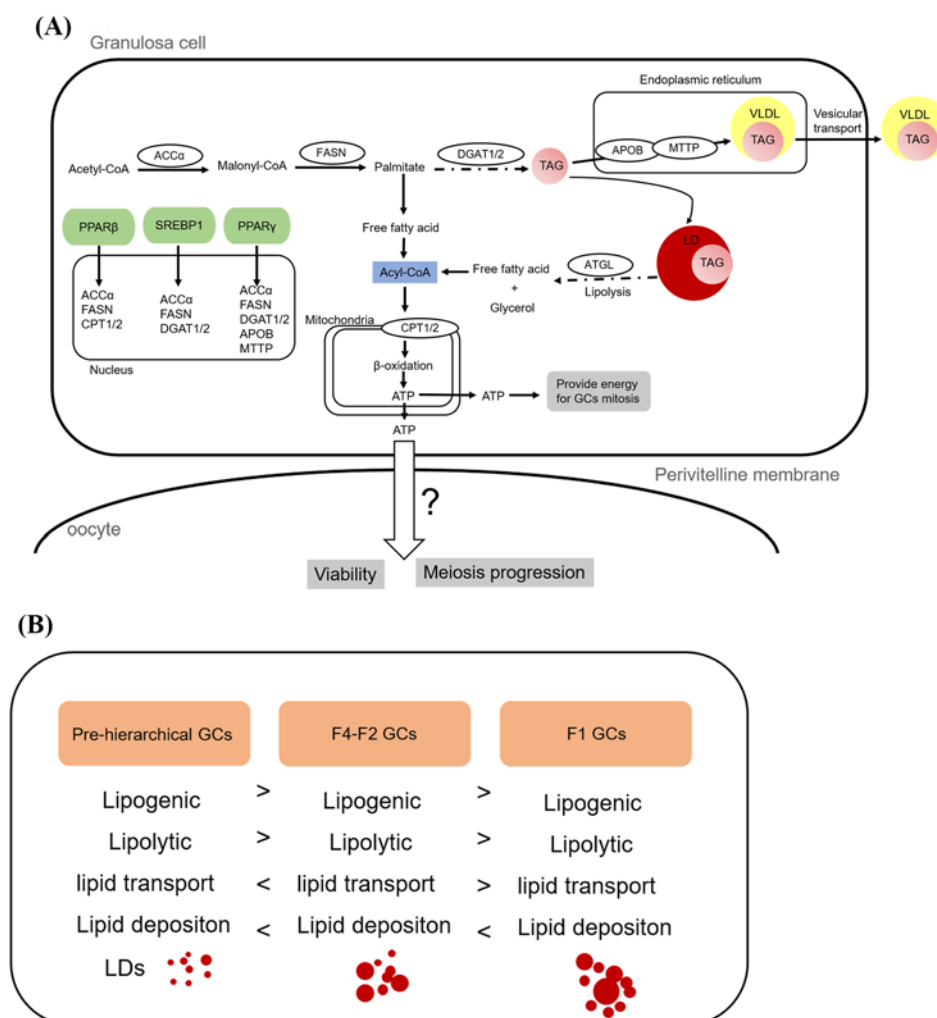 (A)
Granulosa cell
Endoplasmic reticulum
VLDL
TAG
Vesicular
transport
VLDL
TAG
APOB
MTTP
Acetyl-CoA
ACCα
Malonyl-CoA
FASN
Palmitate
DGAT1/2
TAG
PPARβ
SREBP1
PPARγ
Free fatty acid
LD
TAG
Acyl-CoA
Free fatty acid
+
Glycerol
ATGL
Lipolysis
ACCα
FASN
CPT1/2
ACCα
FASN
DGAT1/2
ACCα
FASN
DGAT1/2
APOB
MTTP
Nucleus
Mitochondria
CPT1/2
β-oxidation
ATP
ATP
Provide energy
for GCs mitosis
ATP
Perivitelline membrane
oocyte
?
Viability
Meiosis progression
(B)
Pre-hierarchical GCs
F4-F2 GCs
F1 GCs
Lipogenic > Lipogenic > Lipogenic
Lipolytic > Lipolytic > Lipolytic
lipid transport < lipid transport > lipid transport
Lipid depositon < Lipid depositon < Lipid depositon
LDs